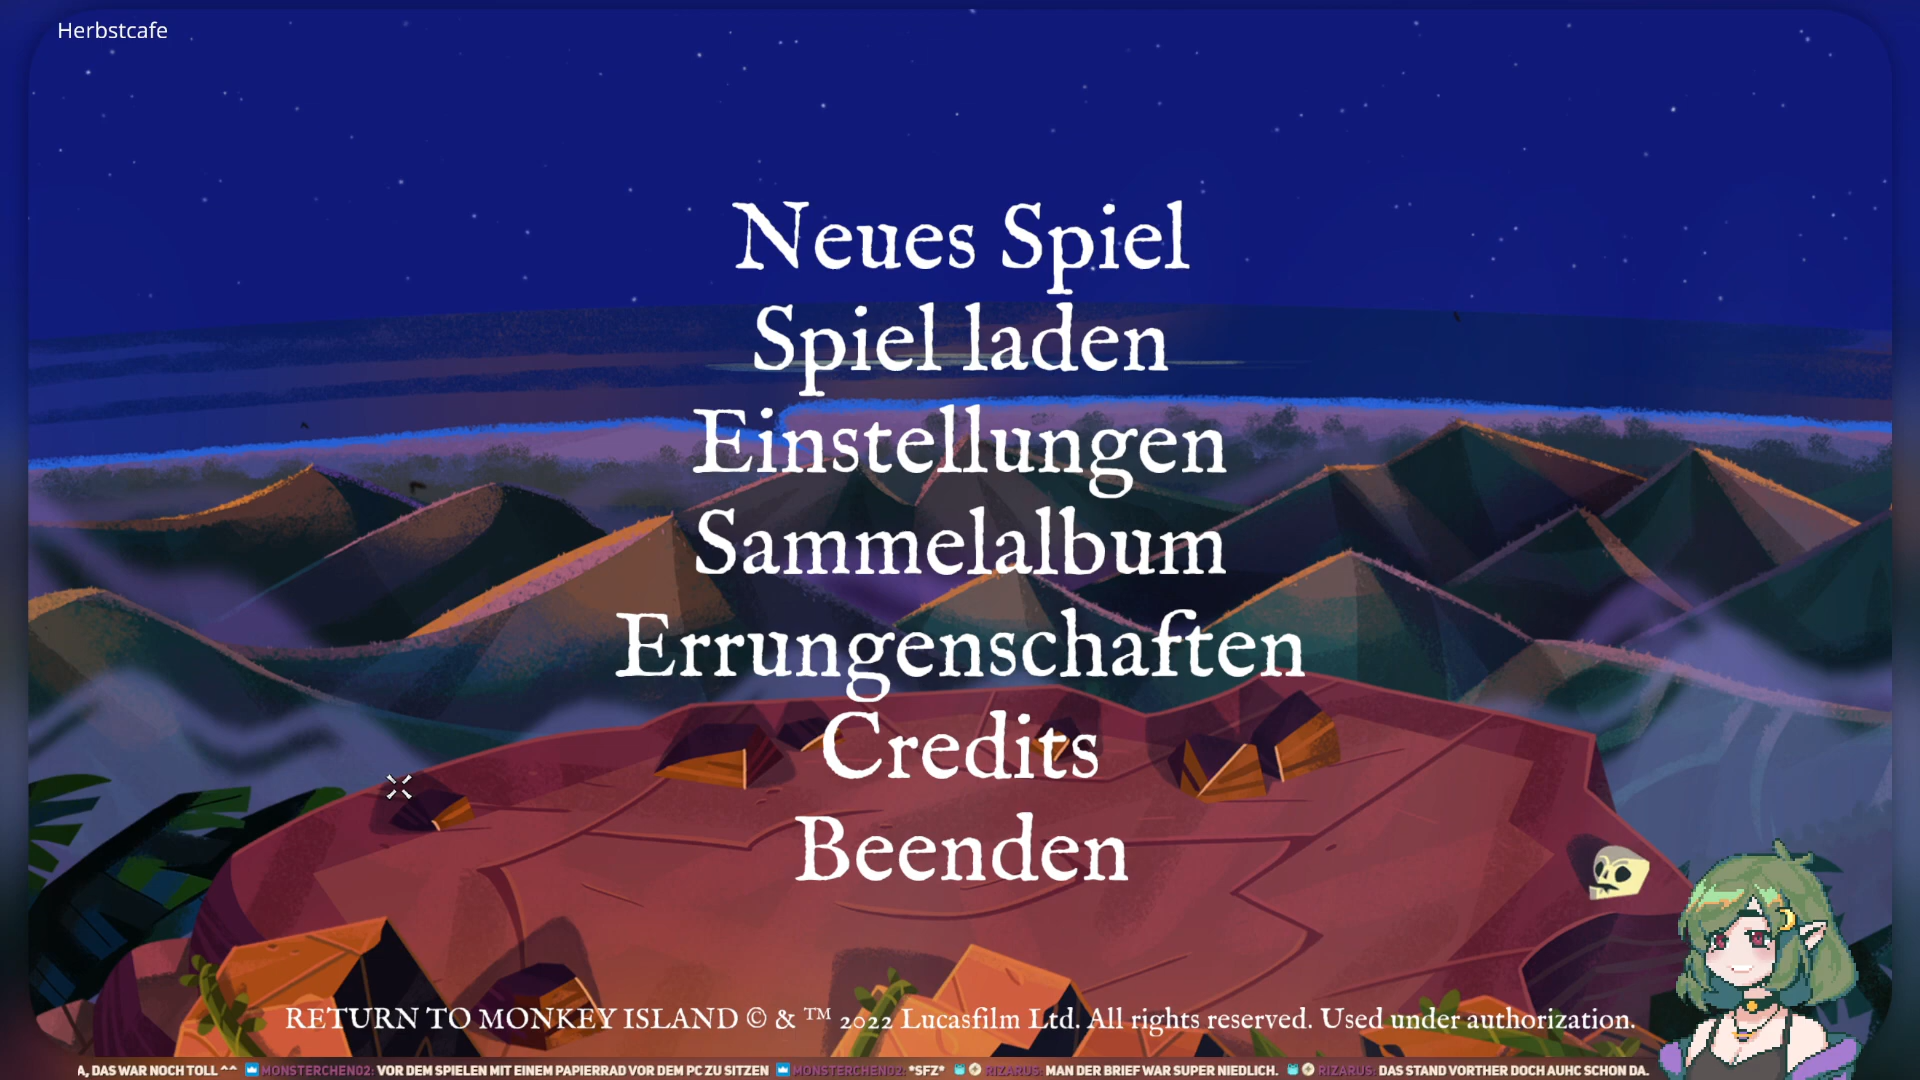 Herbstcafe
Neues Spiel
Spiel laden
Einstellungen
Sammelalbum
Errungenschaften
Credits
Beenden
RETURN TO MONKEY ISLAND © & ™ 2022 Lucasfilm Ltd. All rights reserved. Used under authorization.
A, DAS WAR NOCH TOLL ^^ MONSTERCHEN02: VOR DEM SPIELEN MIT EINEM PAPIERRAD VOR DEM PC ZU SITZEN MONSTERCHEN02: *SFZ* RIZARUS: MAN DER BRIEF WAR SUPER NIEDLICH. RIZARUS: DAS STAND VORTHER DOCH AUHC SCHON DA.